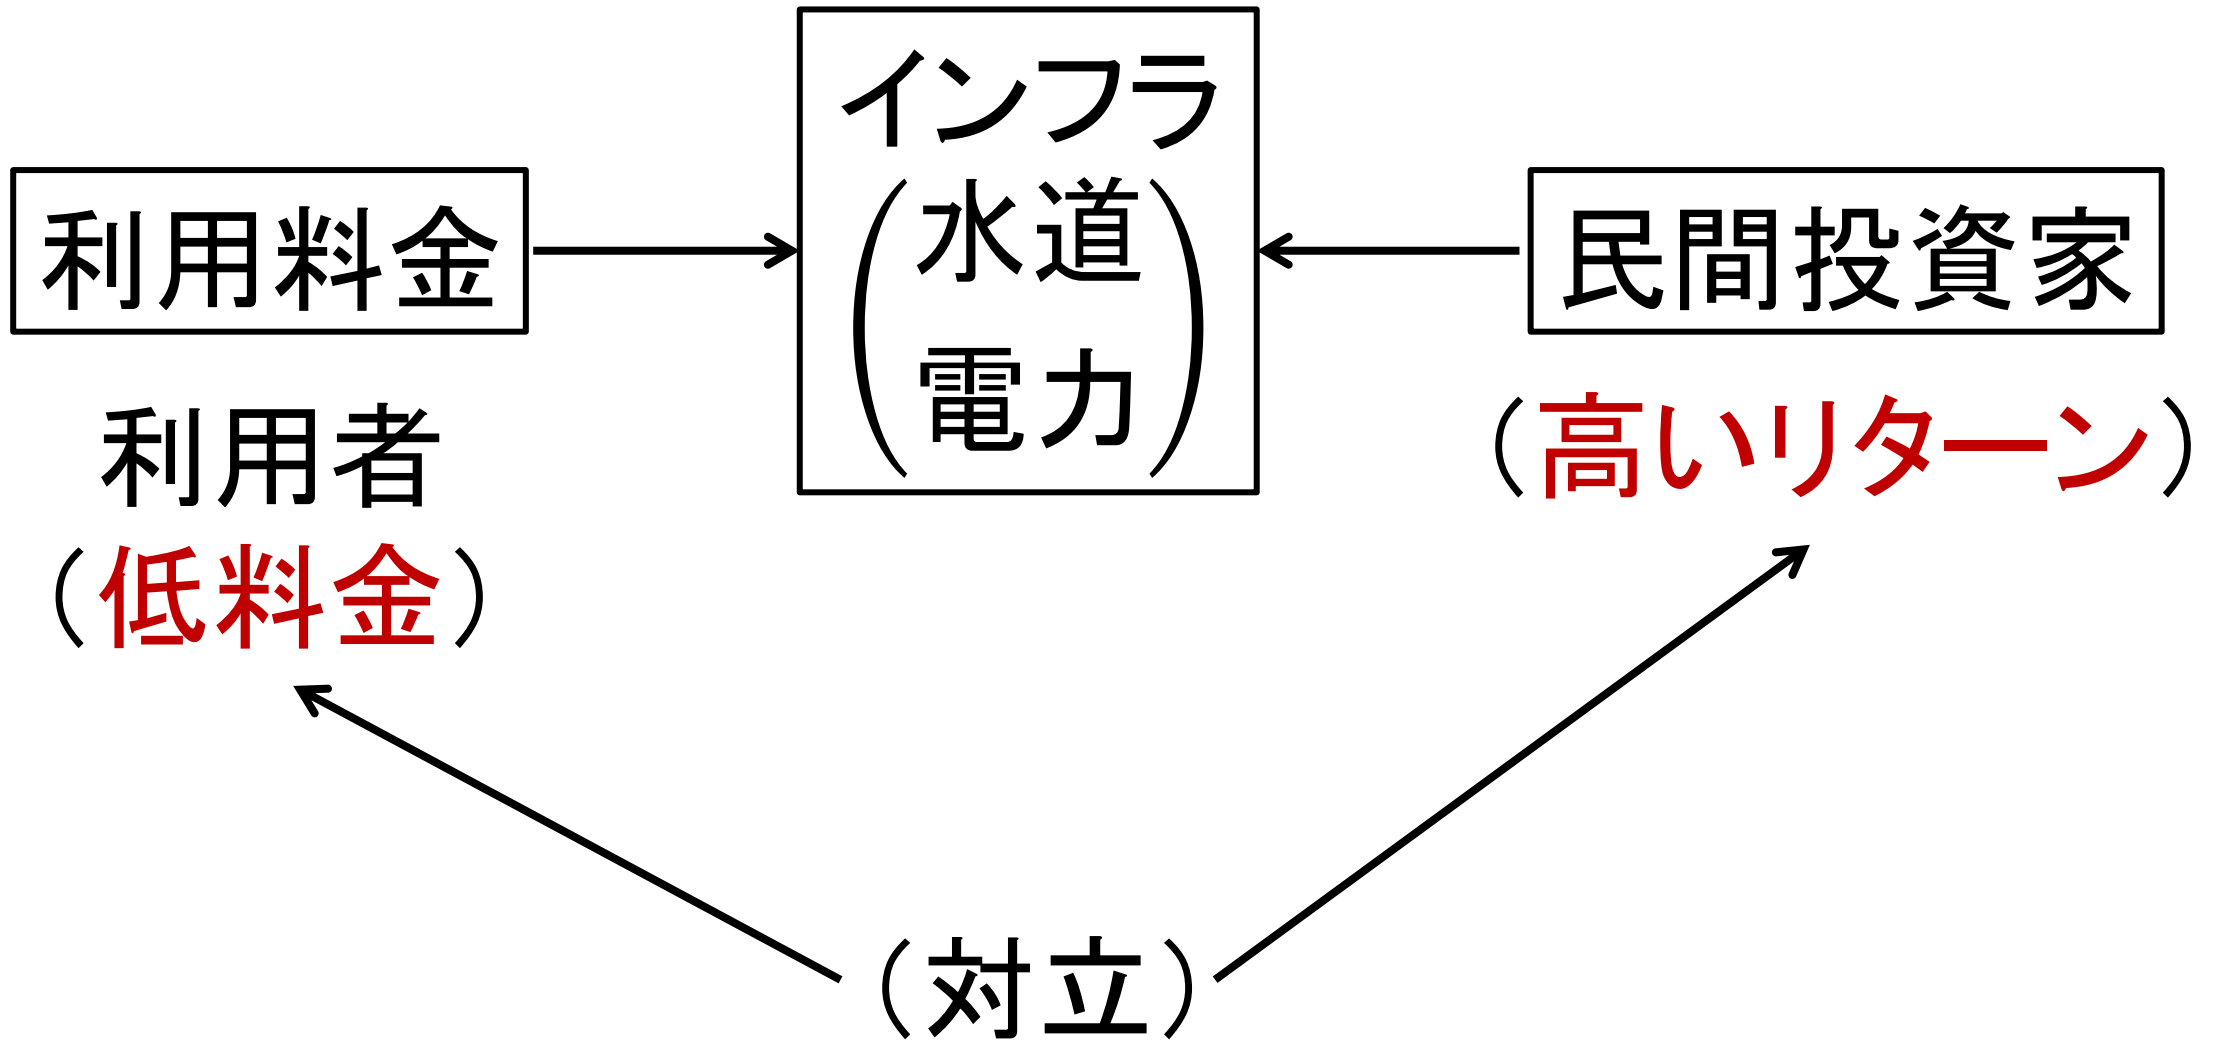 利用料金
利用者
（低料金）
インフラ
（水道
電力）
民間投資家
（高いリターン）
（対立）